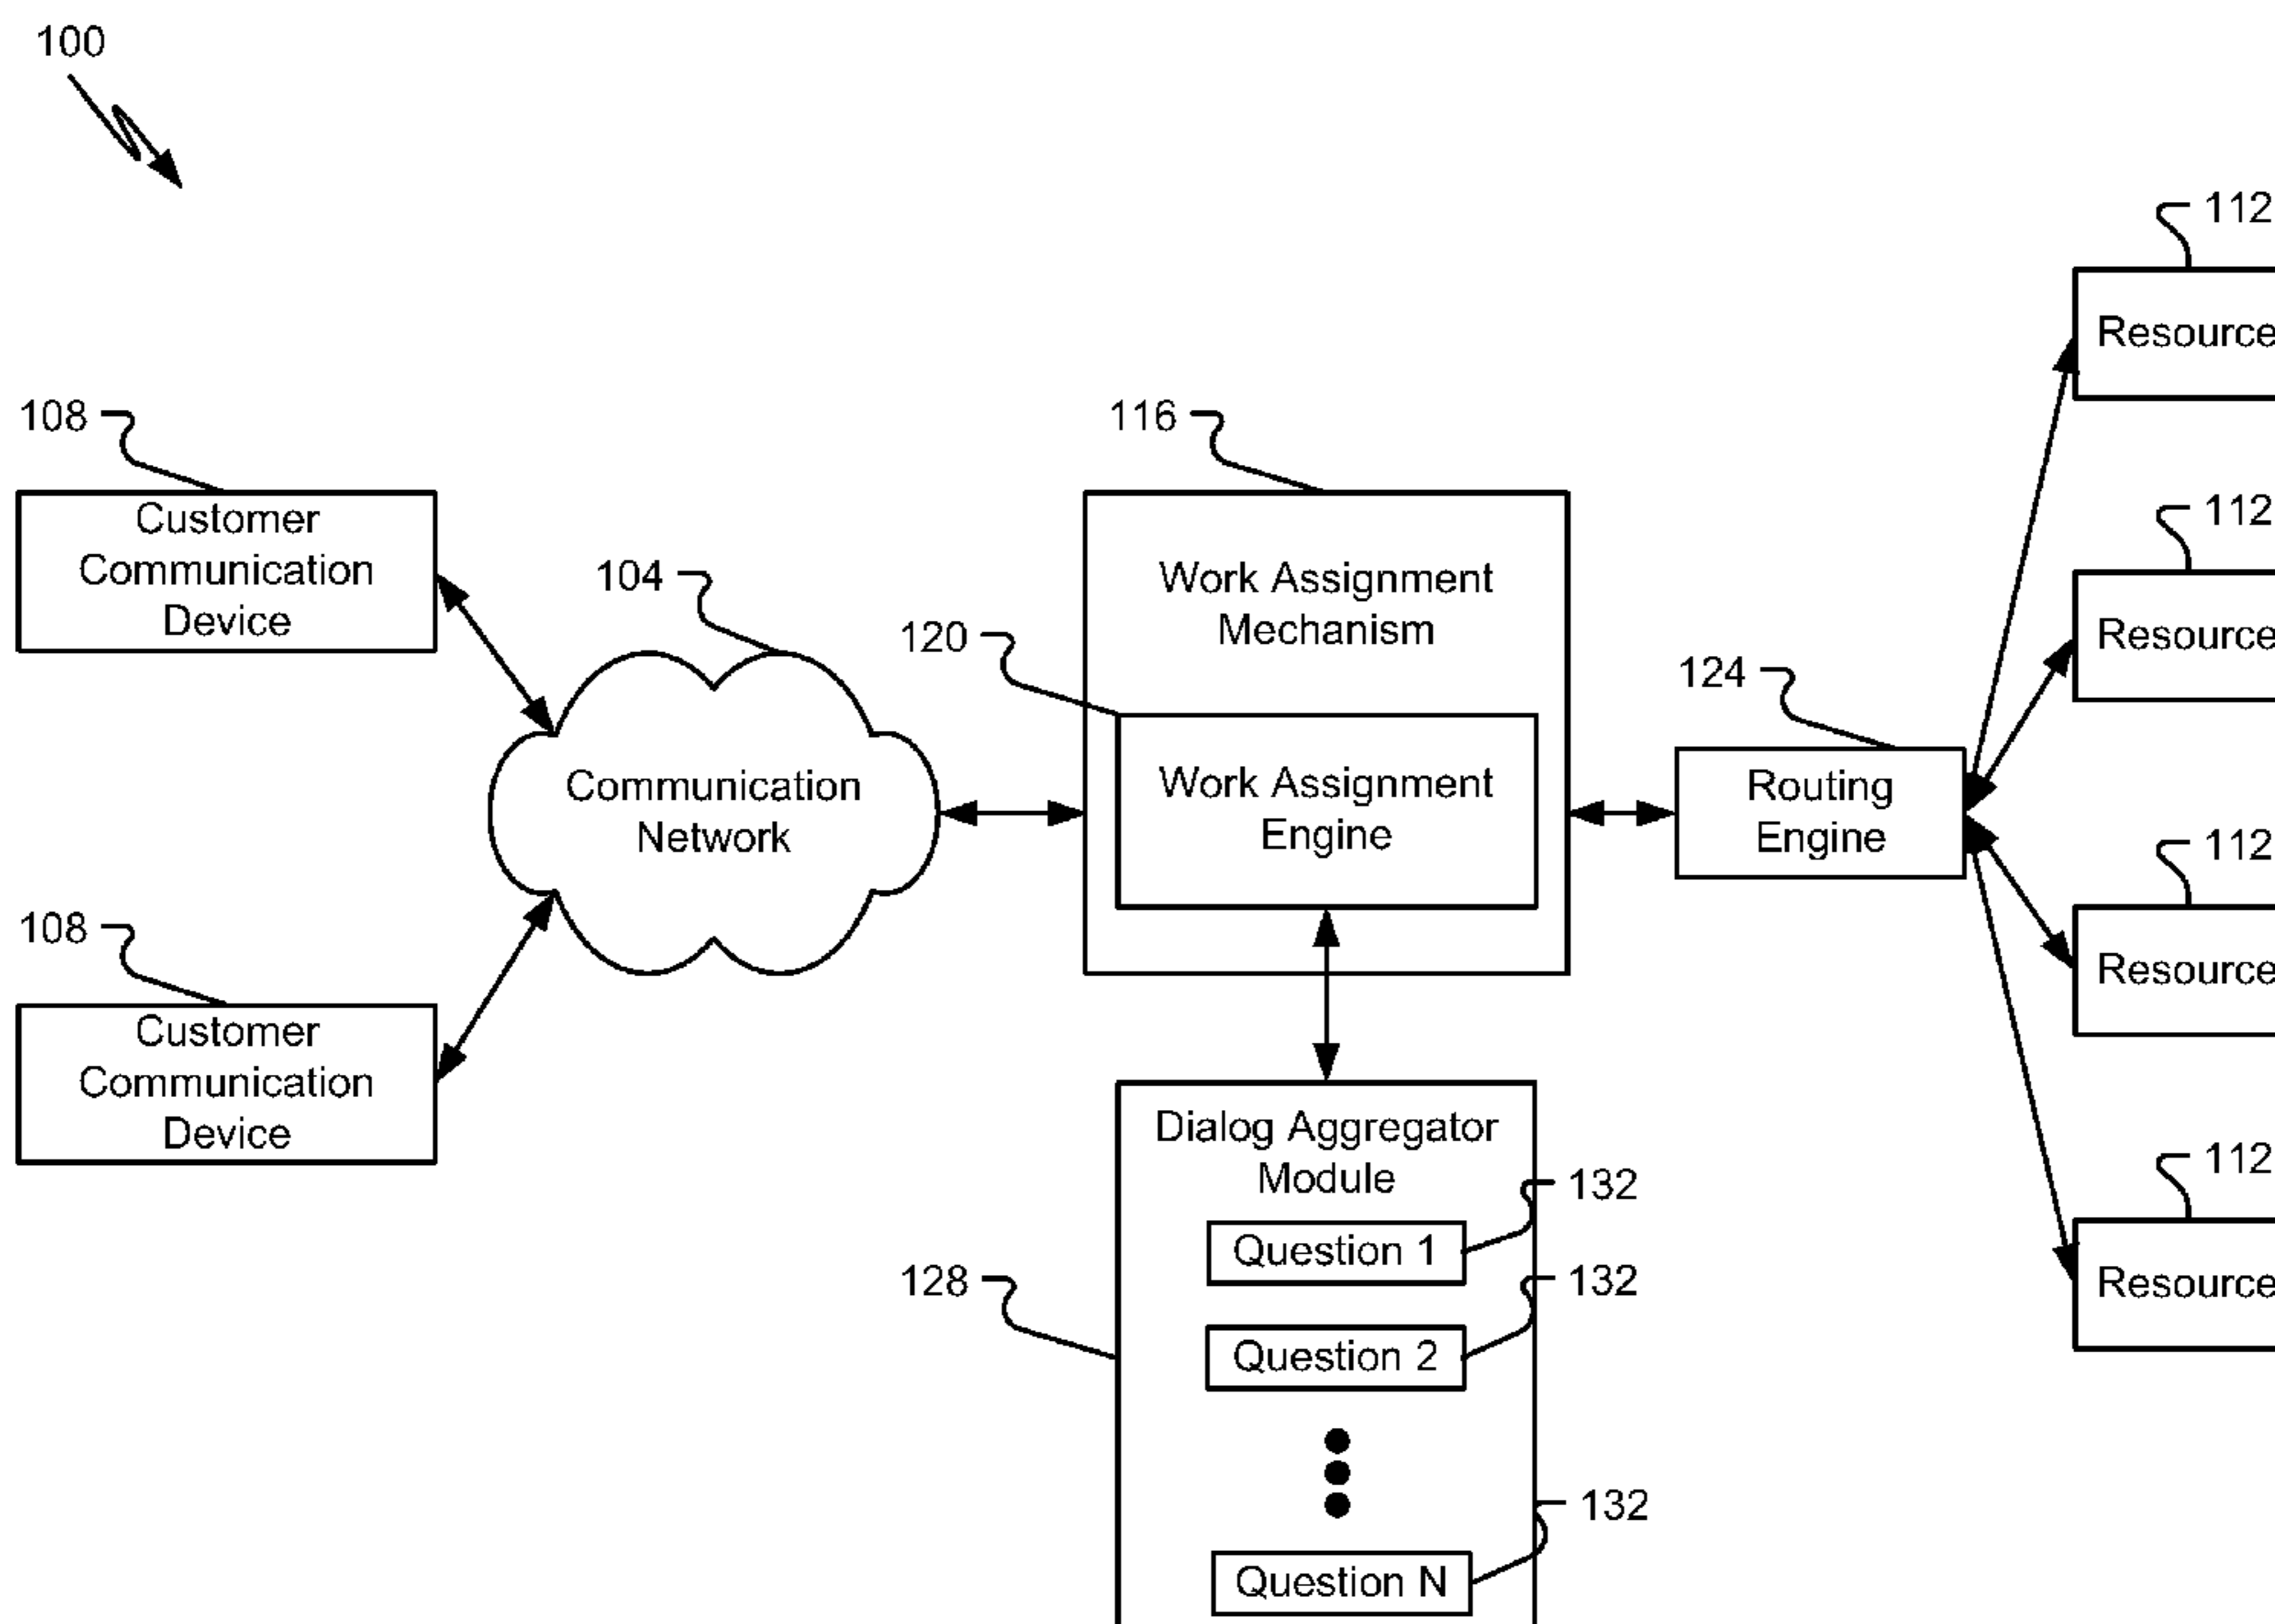 100
112
Resource
108
116
Customer
Communication
Device
104
Work Assignment
Mechanism
112
Resource
120
124
Communication
Network
Work Assignment
Engine
Routing
Engine
112
Resource
108
Customer
Communication
Device
Dialog Aggregator
Module
132
Question 1
128
132
Question 2
112
Resource
132
Question N